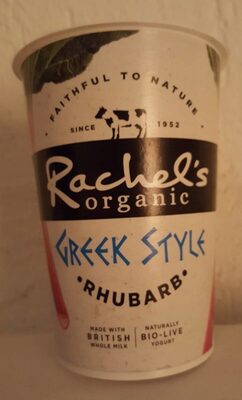 • FAITHFUL TO NATURE •
SINCE 1952
Rachel's
organic
GREEK STYLE
•RHUBARB•
MADE WITH
BRITISH
WHOLE MILK
NATURALLY
BIO-LIVE
YOGURT